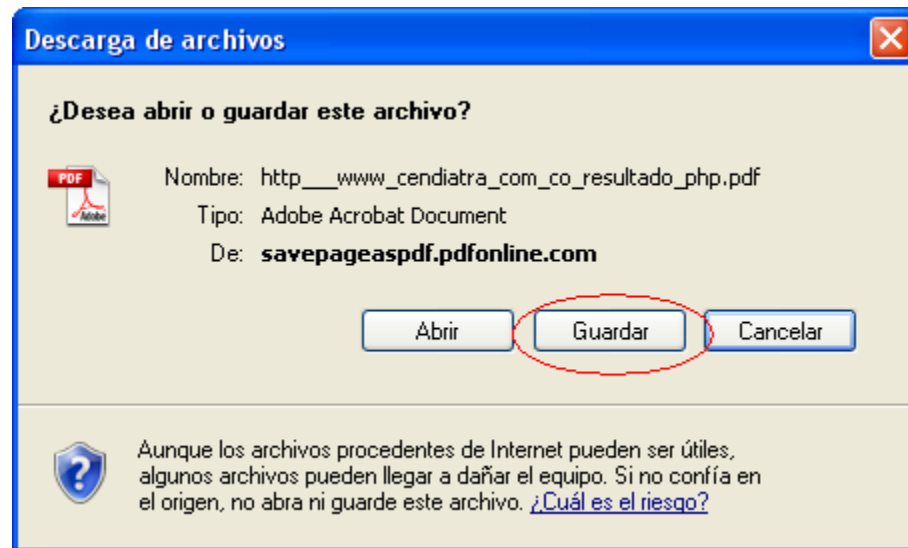 Descarga de archivos
¿Desea abrir o guardar este archivo?
PDF
Adobe
Nombre: http___www_cendiatra_com_co_resultado_php.pdf
Tipo: Adobe Acrobat Document
De: savepageaspdf.pdfonline.com
Abrir Guardar Cancelar
Aunque los archivos procedentes de Internet pueden ser útiles,
algunos archivos pueden llegar a dañar el equipo. Si no confía en
el origen, no abra ni guarde este archivo. ¿Cuál es el riesgo?